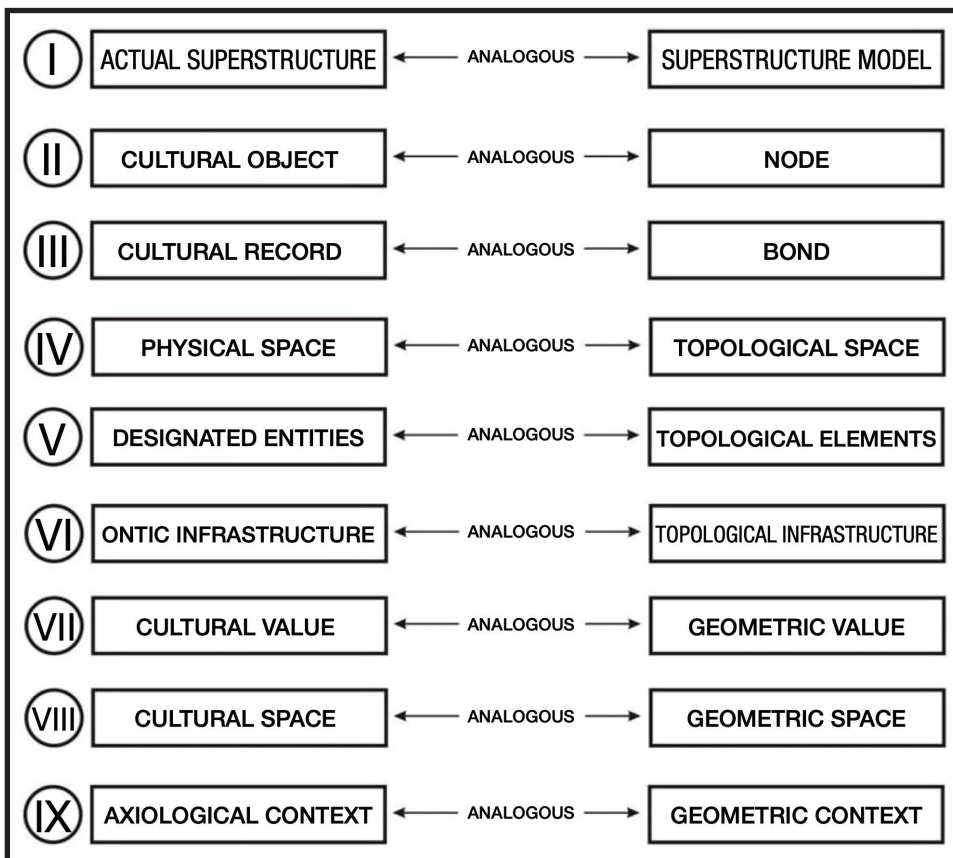 I ACTUAL SUPERSTRUCTURE ANALOGOUS SUPERSTRUCTURE MODEL
II CULTURAL OBJECT ANALOGOUS NODE
III CULTURAL RECORD ANALOGOUS BOND
IV PHYSICAL SPACE ANALOGOUS TOPOLOGICAL SPACE
V DESIGNATED ENTITIES ANALOGOUS TOPOLOGICAL ELEMENTS
VI ONTIC INFRASTRUCTURE ANALOGOUS TOPOLOGICAL INFRASTRUCTURE
VII CULTURAL VALUE ANALOGOUS GEOMETRIC VALUE
VIII CULTURAL SPACE ANALOGOUS GEOMETRIC SPACE
IX AXIOLOGICAL CONTEXT ANALOGOUS GEOMETRIC CONTEXT